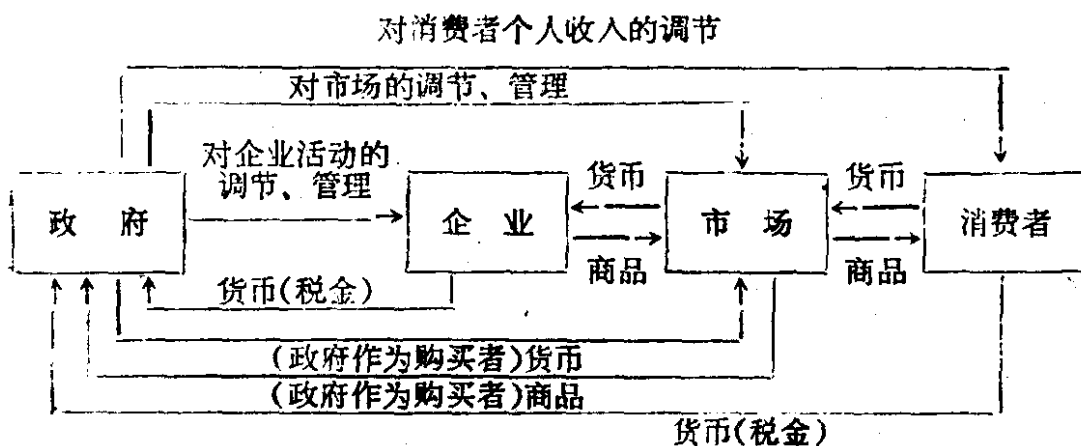 对消费者个人收入的调节
对市场的调节、管理
对企业活动的
调节、管理
货币
货币
政府
企业
市场
消费者
商品
商品
货币(税金)
(政府作为购买者)货币
(政府作为购买者)商品
货币(税金)